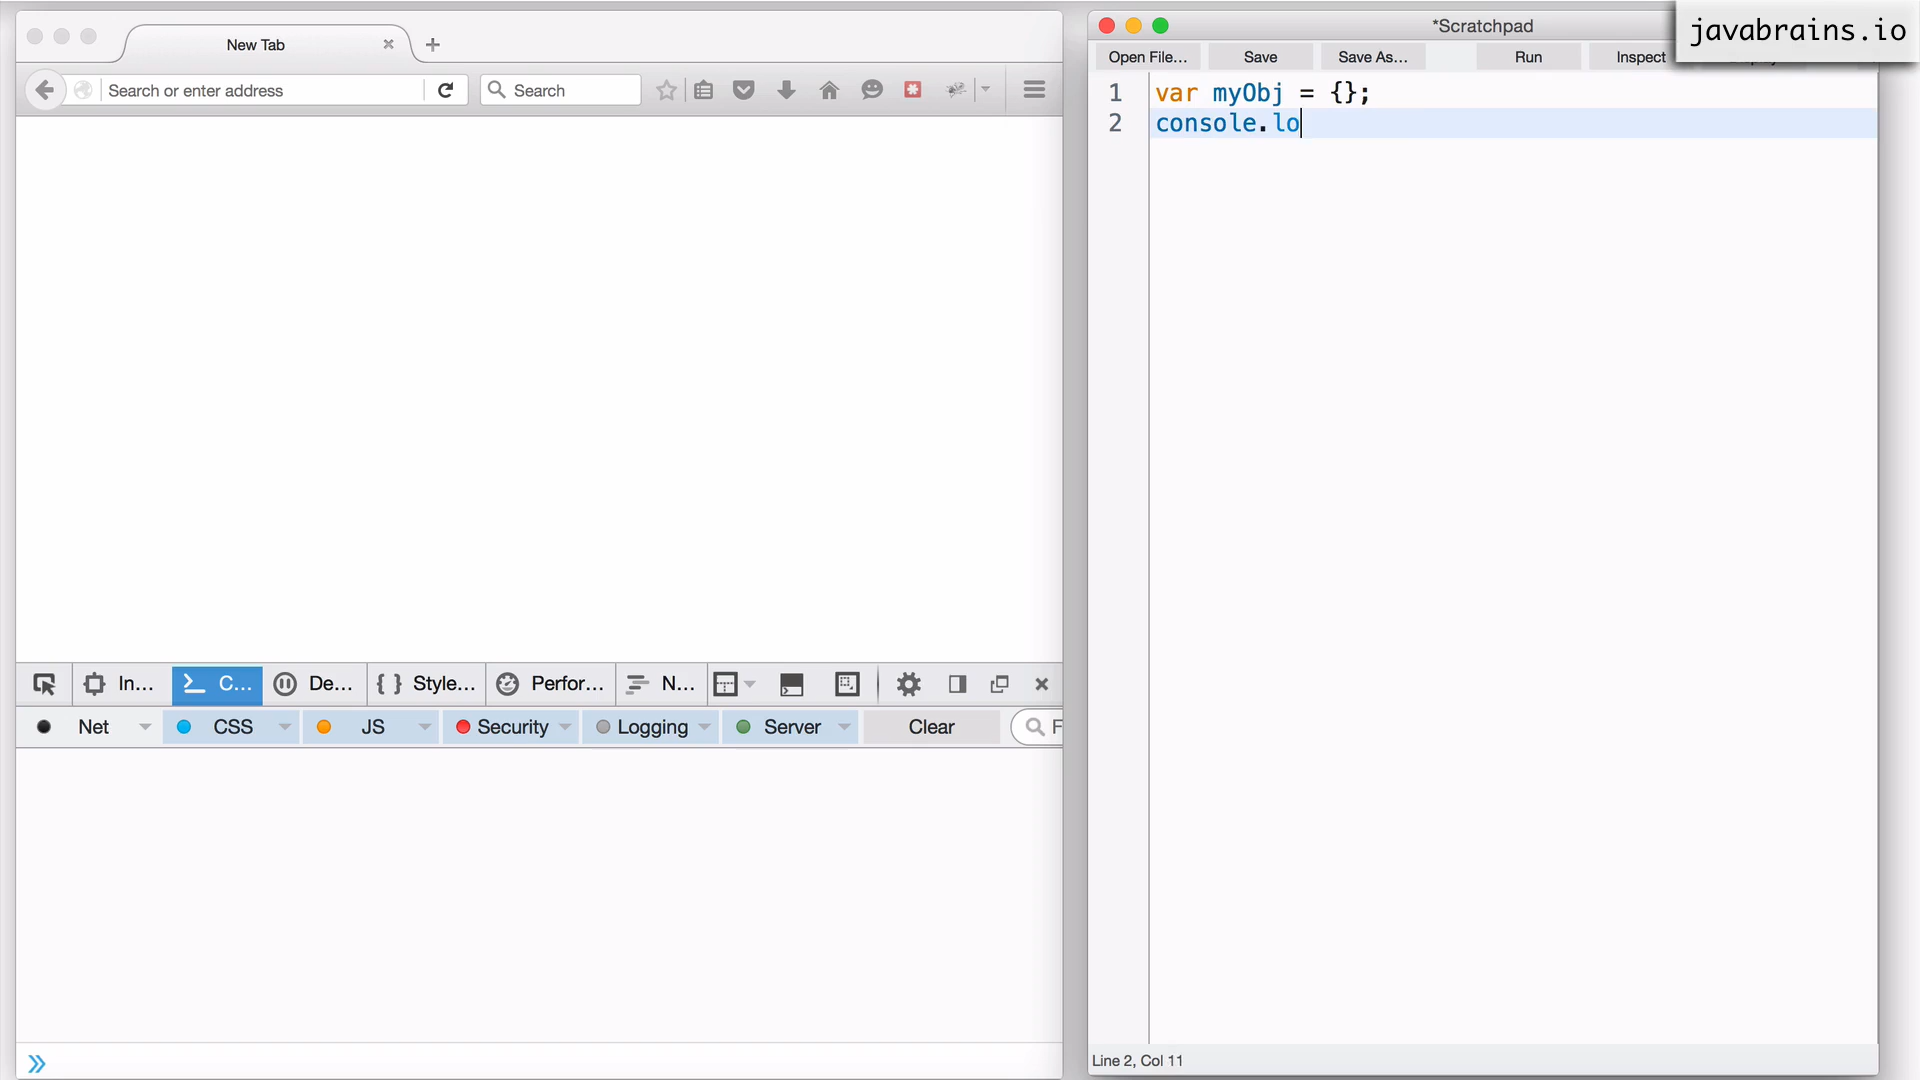 New Tab
Search or enter address
Search
In...
C...
De...
{ } Style...
Perfor...
N...
Net
CSS
JS
Security
Logging
Server
Clear
F
*Scratchpad
javabrains.io
Open File...
Save
Save As...
Run
Inspect
1 var myObj = {};
2 console.lo
Line 2, Col 11